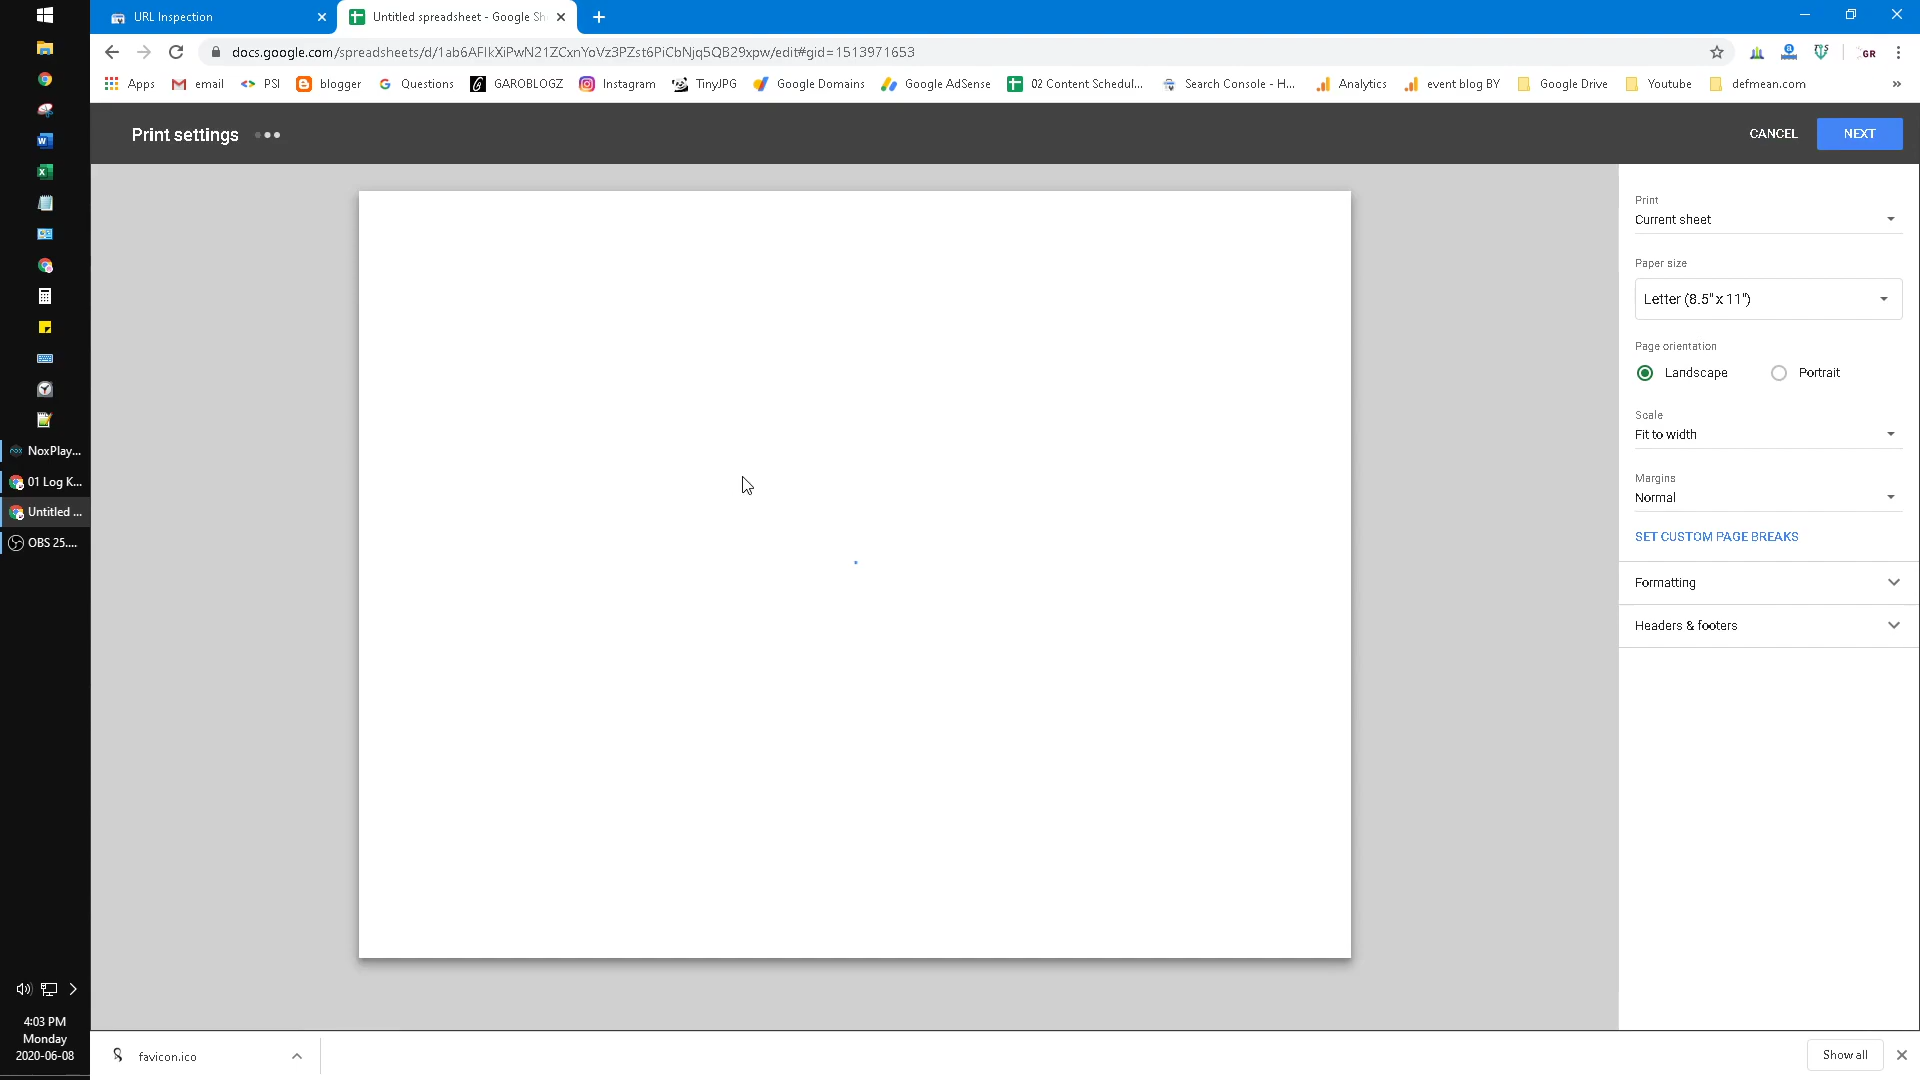 URL Inspection
Untitled spreadsheet - Google Sh
docs.google.com/spreadsheets/d/1ab6AFlkXiPwN21ZCxnYoVz3PZst6PiCbNjq5QB29xpw/edit#gid=1513971653
Apps email PSI blogger Questions GAROBLOGZ Instagram TinyJPG Google Domains Google AdSense 02 Content Schedul... Search Console - H... Analytics event blog BY Google Drive Youtube defmean.com »
Print settings
CANCEL NEXT
Print
Current sheet
Paper size
Letter (8.5" x 11")
Page orientation
Landscape Portrait
Scale
Fit to width
Margins
Normal
SET CUSTOM PAGE BREAKS
Formatting
Headers & footers
NoxPlay...
01 Log K...
Untitled ...
OBS 25....
4:03 PM
Monday
2020-06-08
favicon.ico
Show all